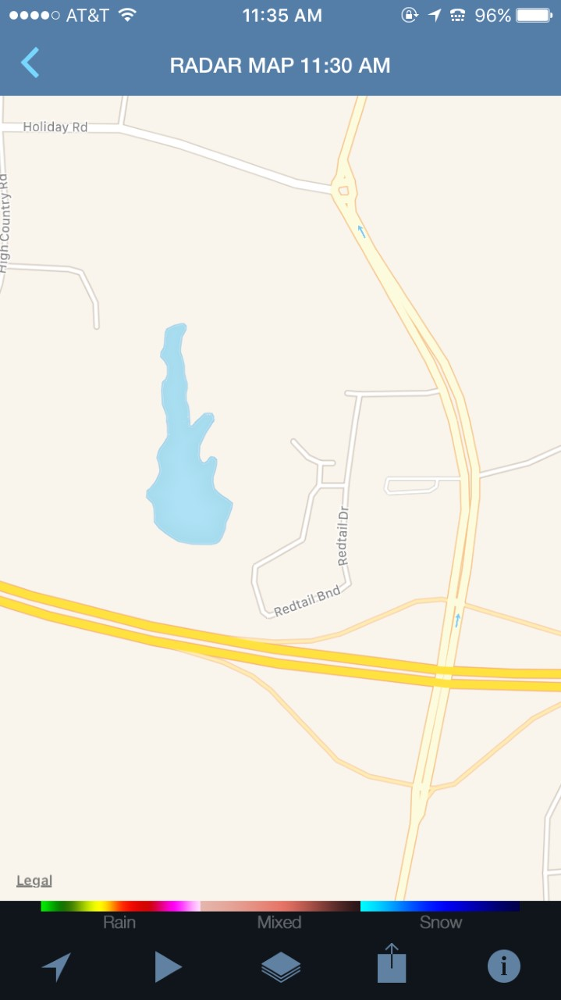 AT&T 11:35 AM 96%
RADAR MAP 11:30 AM
Holiday Rd
High Country Rd
Redtail Dr
Redtail Bnd
Legal
Rain Mixed Snow
i